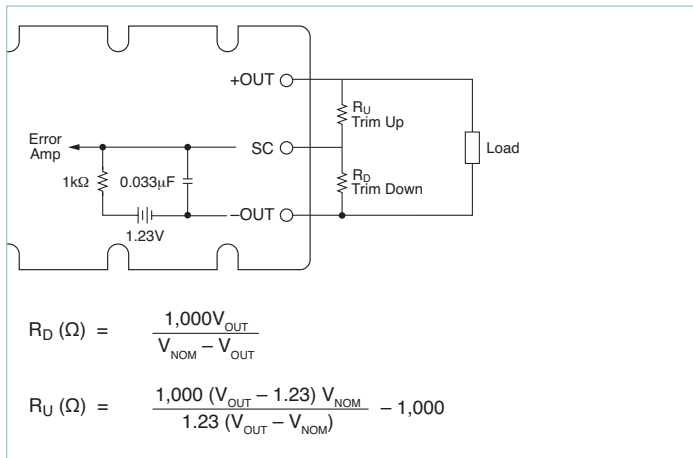 +OUT
R_U
Trim Up
Error
Amp
SC
Load
1kΩ
0.033μF
R_D
Trim Down
–OUT
1.23V
R_D (Ω) = 1,000V_OUT / V_NOM – V_OUT
R_U (Ω) = 1,000 (V_OUT – 1.23) V_NOM / 1.23 (V_OUT – V_NOM) – 1,000